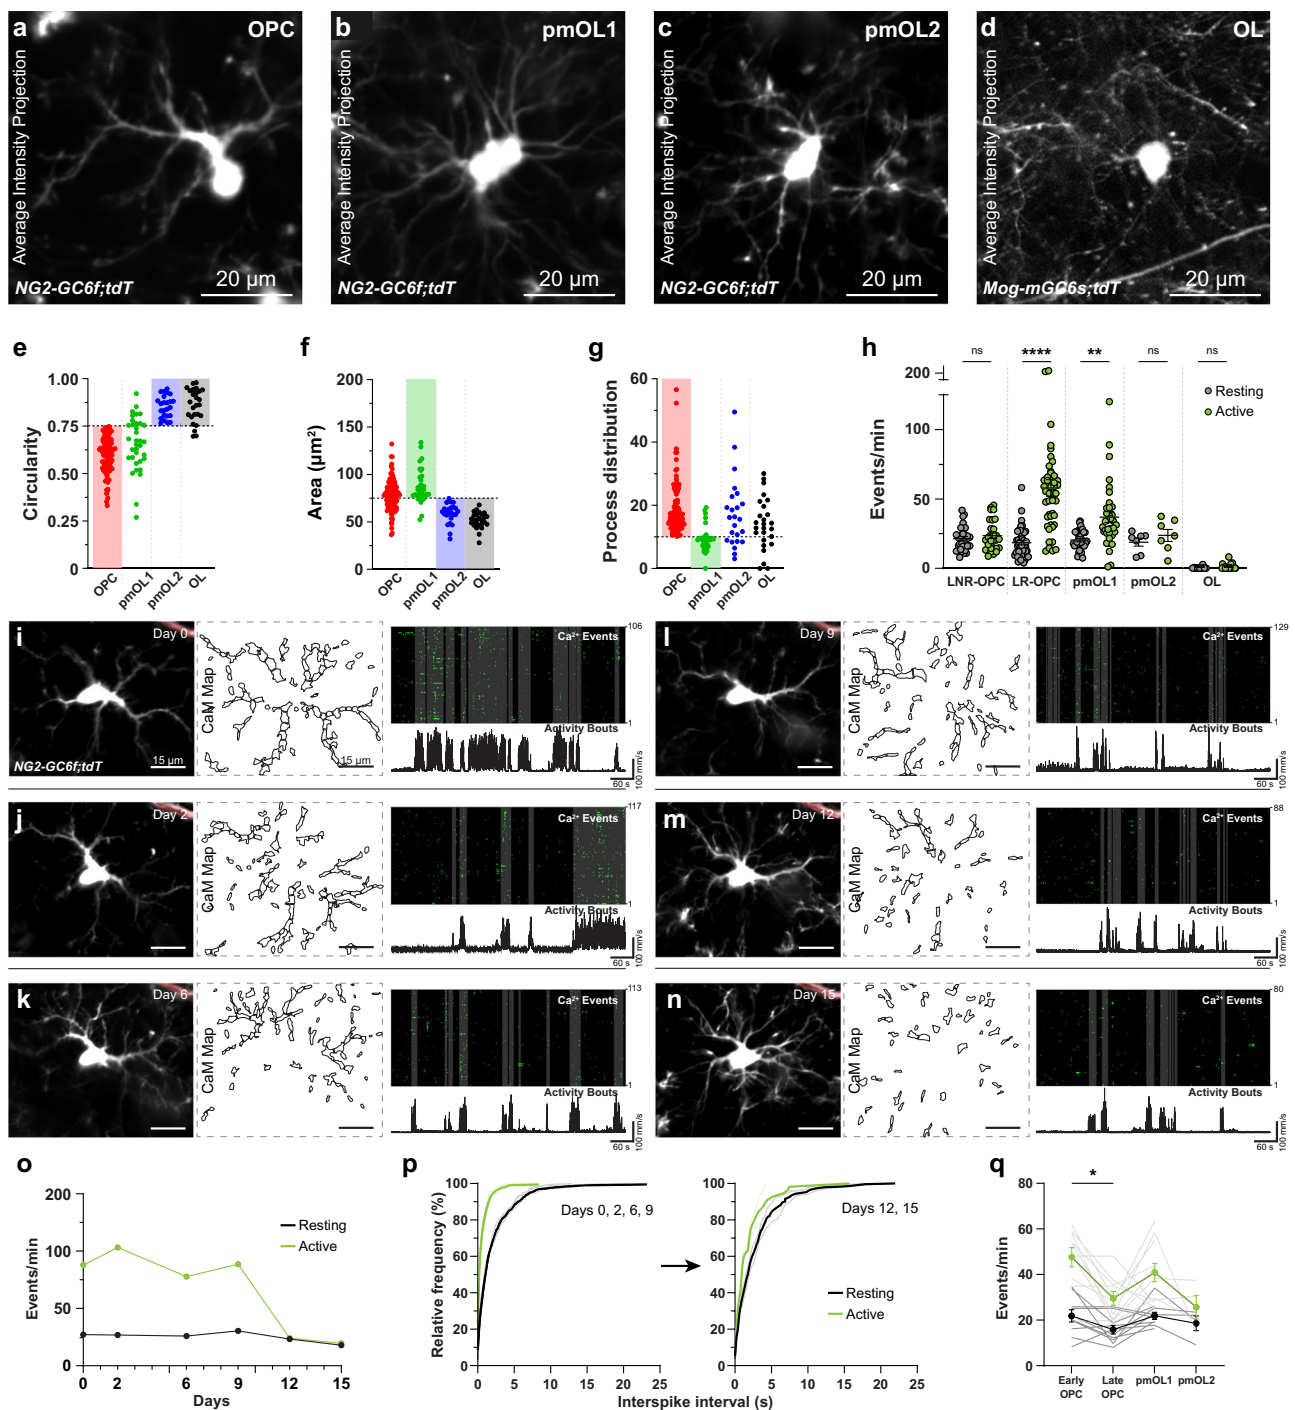 a OPC
Average Intensity Projection
NG2-GC6f;tdT
20 µm
b pmOL1
Average Intensity Projection
NG2-GC6f;tdT
20 µm
c pmOL2
Average Intensity Projection
NG2-GC6f;tdT
20 µm
d OL
Average Intensity Projection
Mog-mGC6s;tdT
20 µm
e
Circularity
1.00
0.75
0.50
0.25
0
OPC pmOL1 pmOL2 OL
f
Area (µm²)
200
150
100
50
0
OPC pmOL1 pmOL2 OL
g
Process distribution
60
40
20
10
0
OPC pmOL1 pmOL2 OL
h
ns **** ** ns ns
Resting
Active
Events/min
200
100
50
0
LNR-OPC LR-OPC pmOL1 pmOL2 OL
i Day 0
NG2-GC6f;tdT
15 µm
CaM Map
15 µm
Ca²⁺ Events
106
1
Activity Bouts
60 s
100 mm/s
l Day 9
CaM Map
Ca²⁺ Events
129
1
Activity Bouts
60 s
100 mm/s
j Day 2
CaM Map
Ca²⁺ Events
117
1
Activity Bouts
60 s
100 mm/s
m Day 12
CaM Map
Ca²⁺ Events
88
1
Activity Bouts
60 s
100 mm/s
k Day 6
CaM Map
Ca²⁺ Events
113
1
Activity Bouts
60 s
100 mm/s
n Day 15
CaM Map
Ca²⁺ Events
80
1
Activity Bouts
60 s
100 mm/s
o
Events/min
200
100
50
0
Resting
Active
0 2 6 9 12 15
Days
p
Relative frequency (%)
100
80
60
40
20
0
Days 0, 2, 6, 9
0 5 10 15 20 25
100
80
60
40
20
0
Days 12, 15
Resting
Active
0 5 10 15 20 25
Interspike interval (s)
q
*
Events/min
80
60
40
20
0
Early OPC
Late OPC
pmOL1
pmOL2